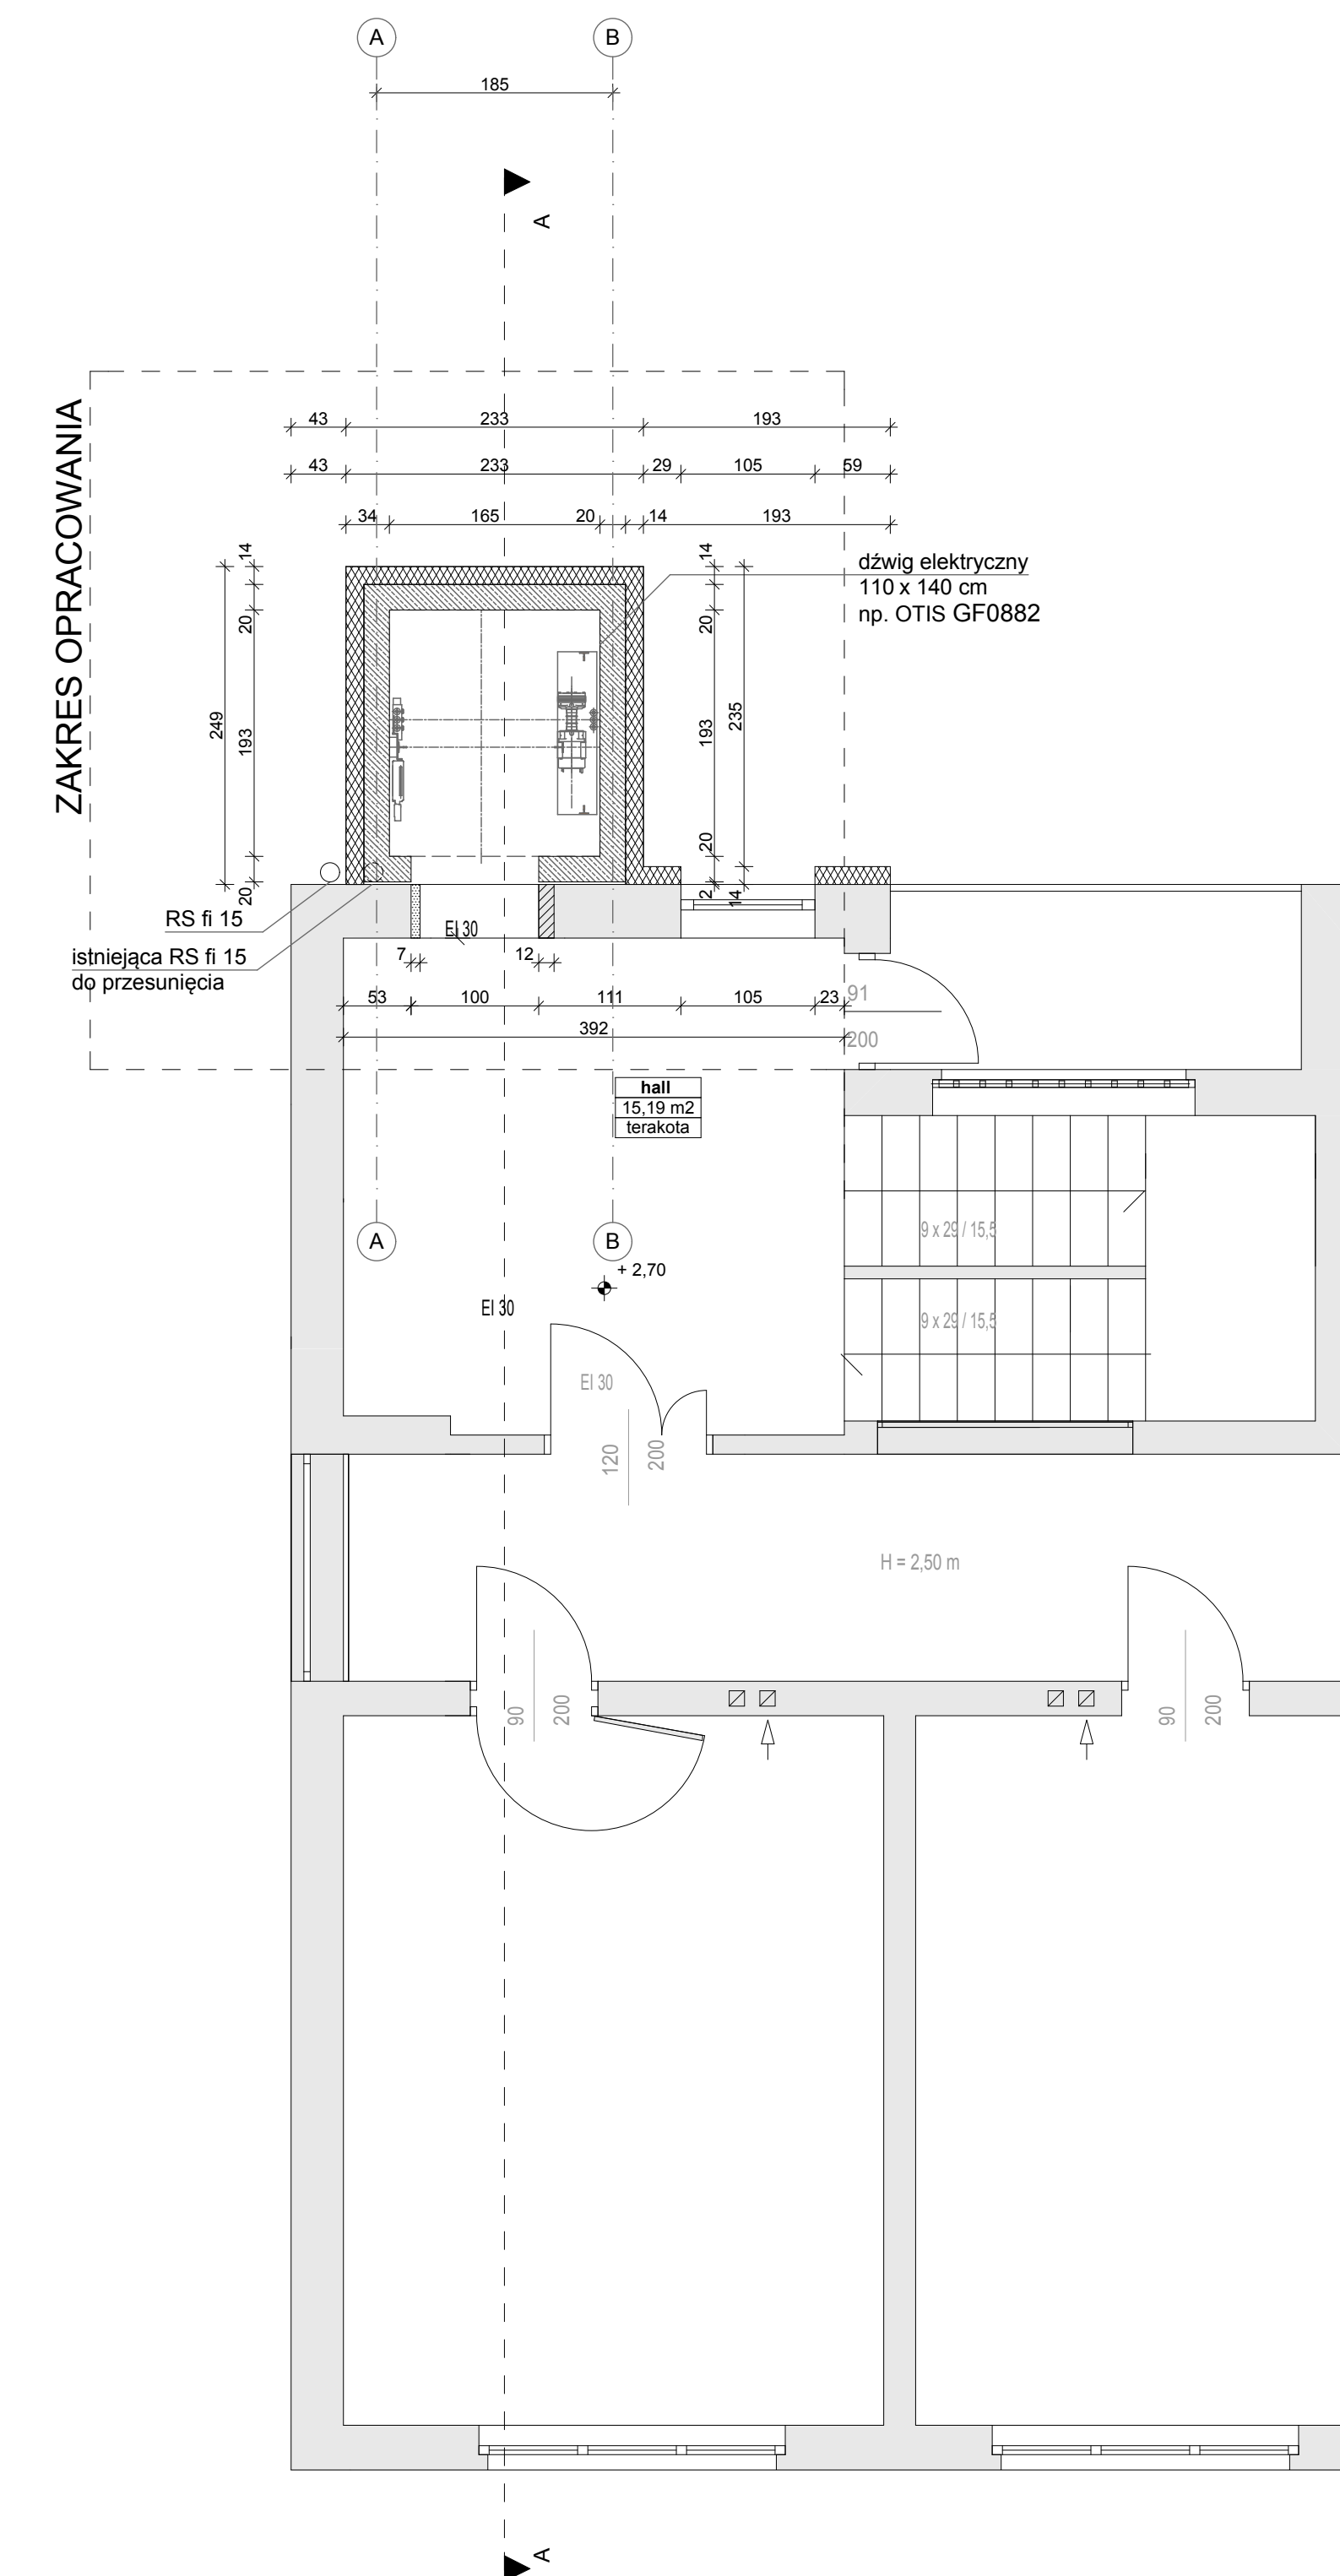 A B
185
A
ZAKRES OPRACOWANIA
43 233 193
43 233 29 105 59
34 165 20 14 193
14
20
249
193
20
14
20
193
235
20
2
14
dźwig elektryczny
110 x 140 cm
np. OTIS GF0882
RS fi 15
istniejąca RS fi 15
do przesunięcia
EI 30
7 12
53 100 111 105 23
392
91
200
hall
15,19 m2
terakota
9 x 29 / 15,5
A B
+ 2,70
EI 30
9 x 29 / 15,5
EI 30
120
200
H = 2,50 m
90
200
90
200
A